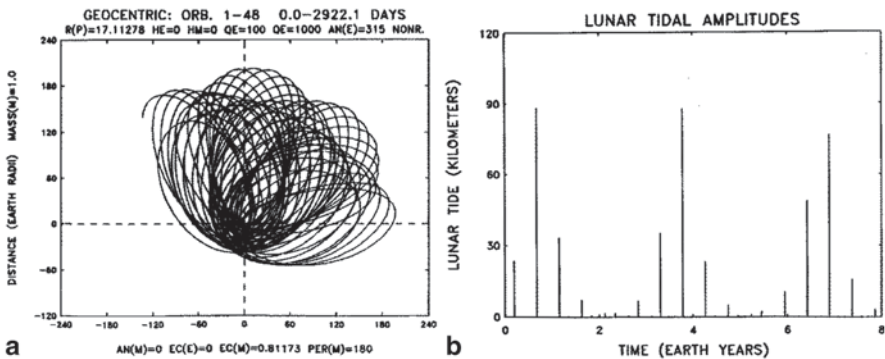 GEOCENTRIC: ORB. 1-48 0.0-2922.1 DAYS
R(P)=17.11278 HE=0 HM=0 QE=100 QE=1000 AN(E)=315 NONR.
DISTANCE (EARTH RADII) MASS(M)=1.0
240
180
120
60
0
-60
-120
-240 -180 -120 -60 0 60 120 180 240
AN(M)=0 EC(E)=0 EC(M)=0.81173 PER(M)=180
a
LUNAR TIDAL AMPLITUDES
LUNAR TIDE (KILOMETERS)
120
90
60
30
0
0 2 4 6 8
TIME (EARTH YEARS)
b